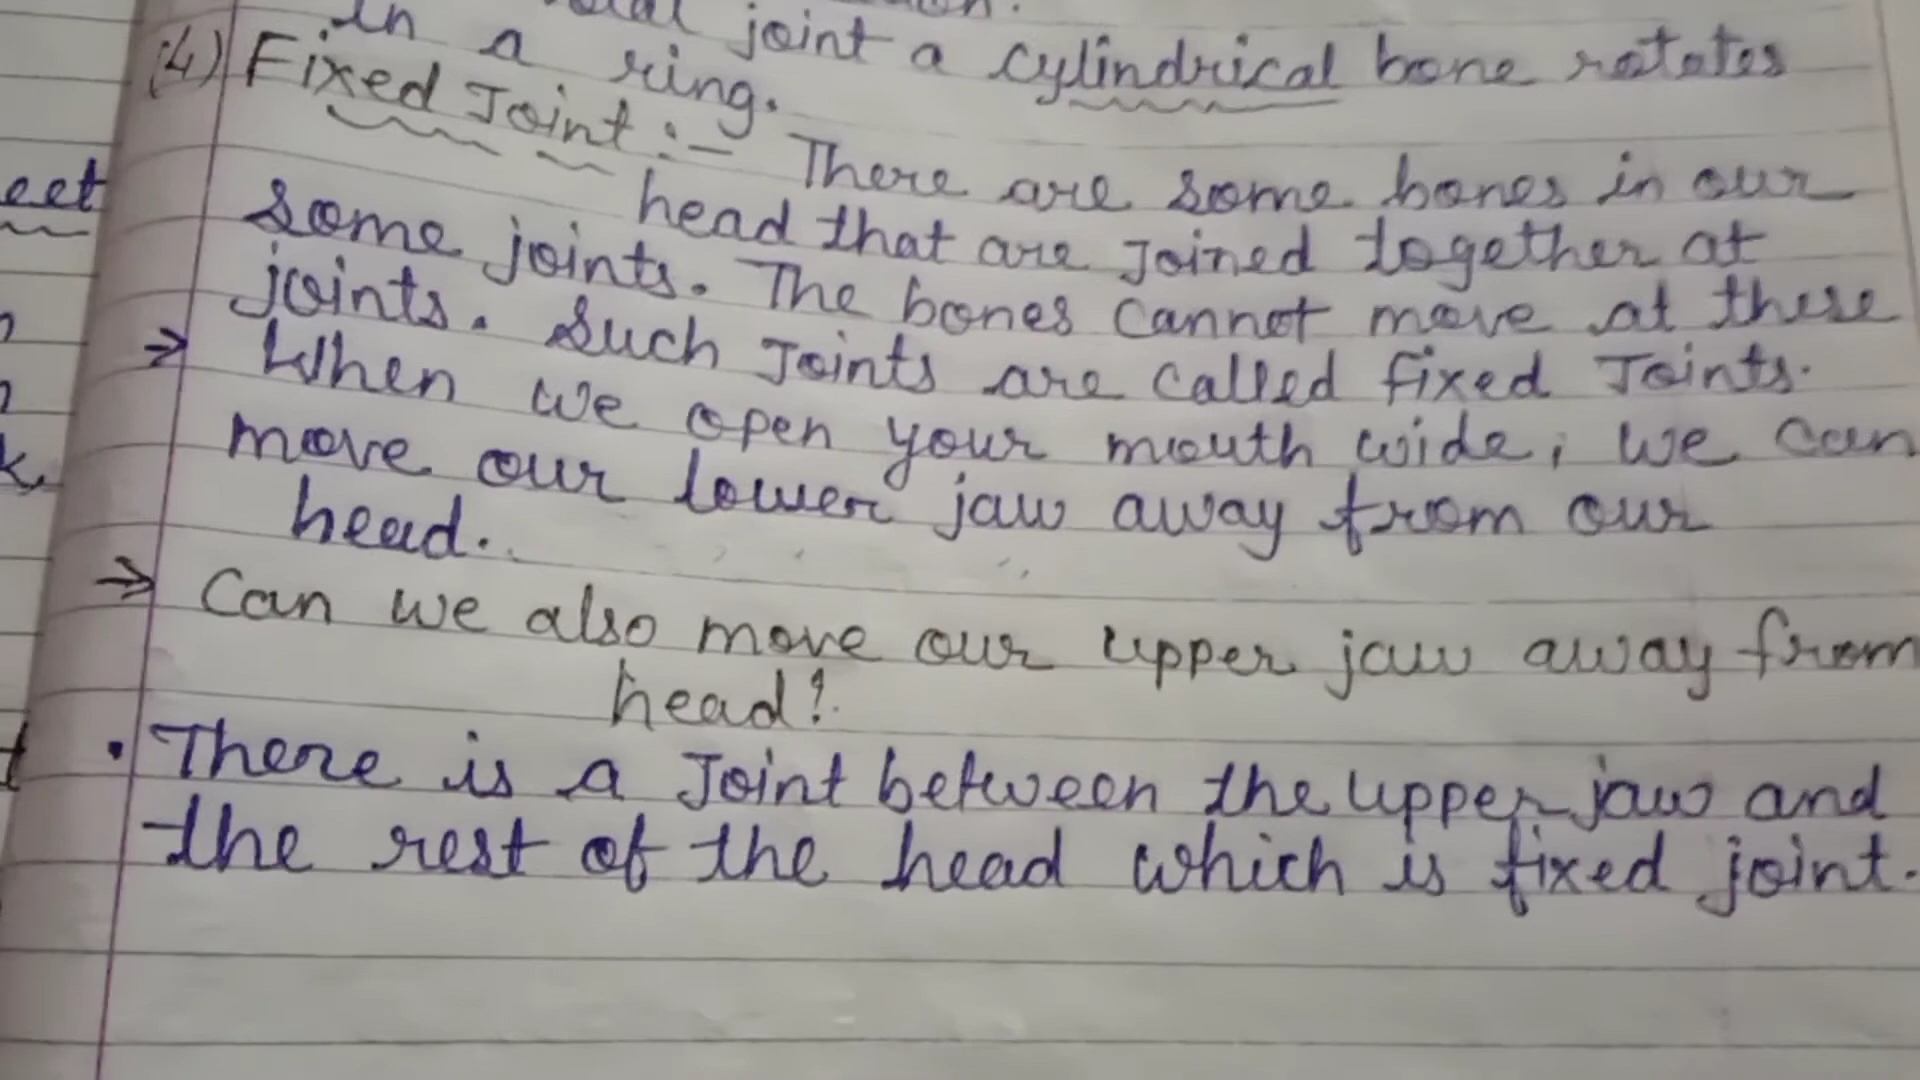 joint a cylindrical bone rotates
in a ring.
(4) Fixed Joint :- There are some bones in our
head that are Joined together at
some joints. The bones cannot move at these
joints. Such Joints are called fixed Joints.
→ When we open your mouth wide, we can
move our lower jaw away from our
head.
→ Can we also move our upper jaw away from
head?
• There is a Joint between the upper jaw and
the rest of the head which is fixed joint.
eet